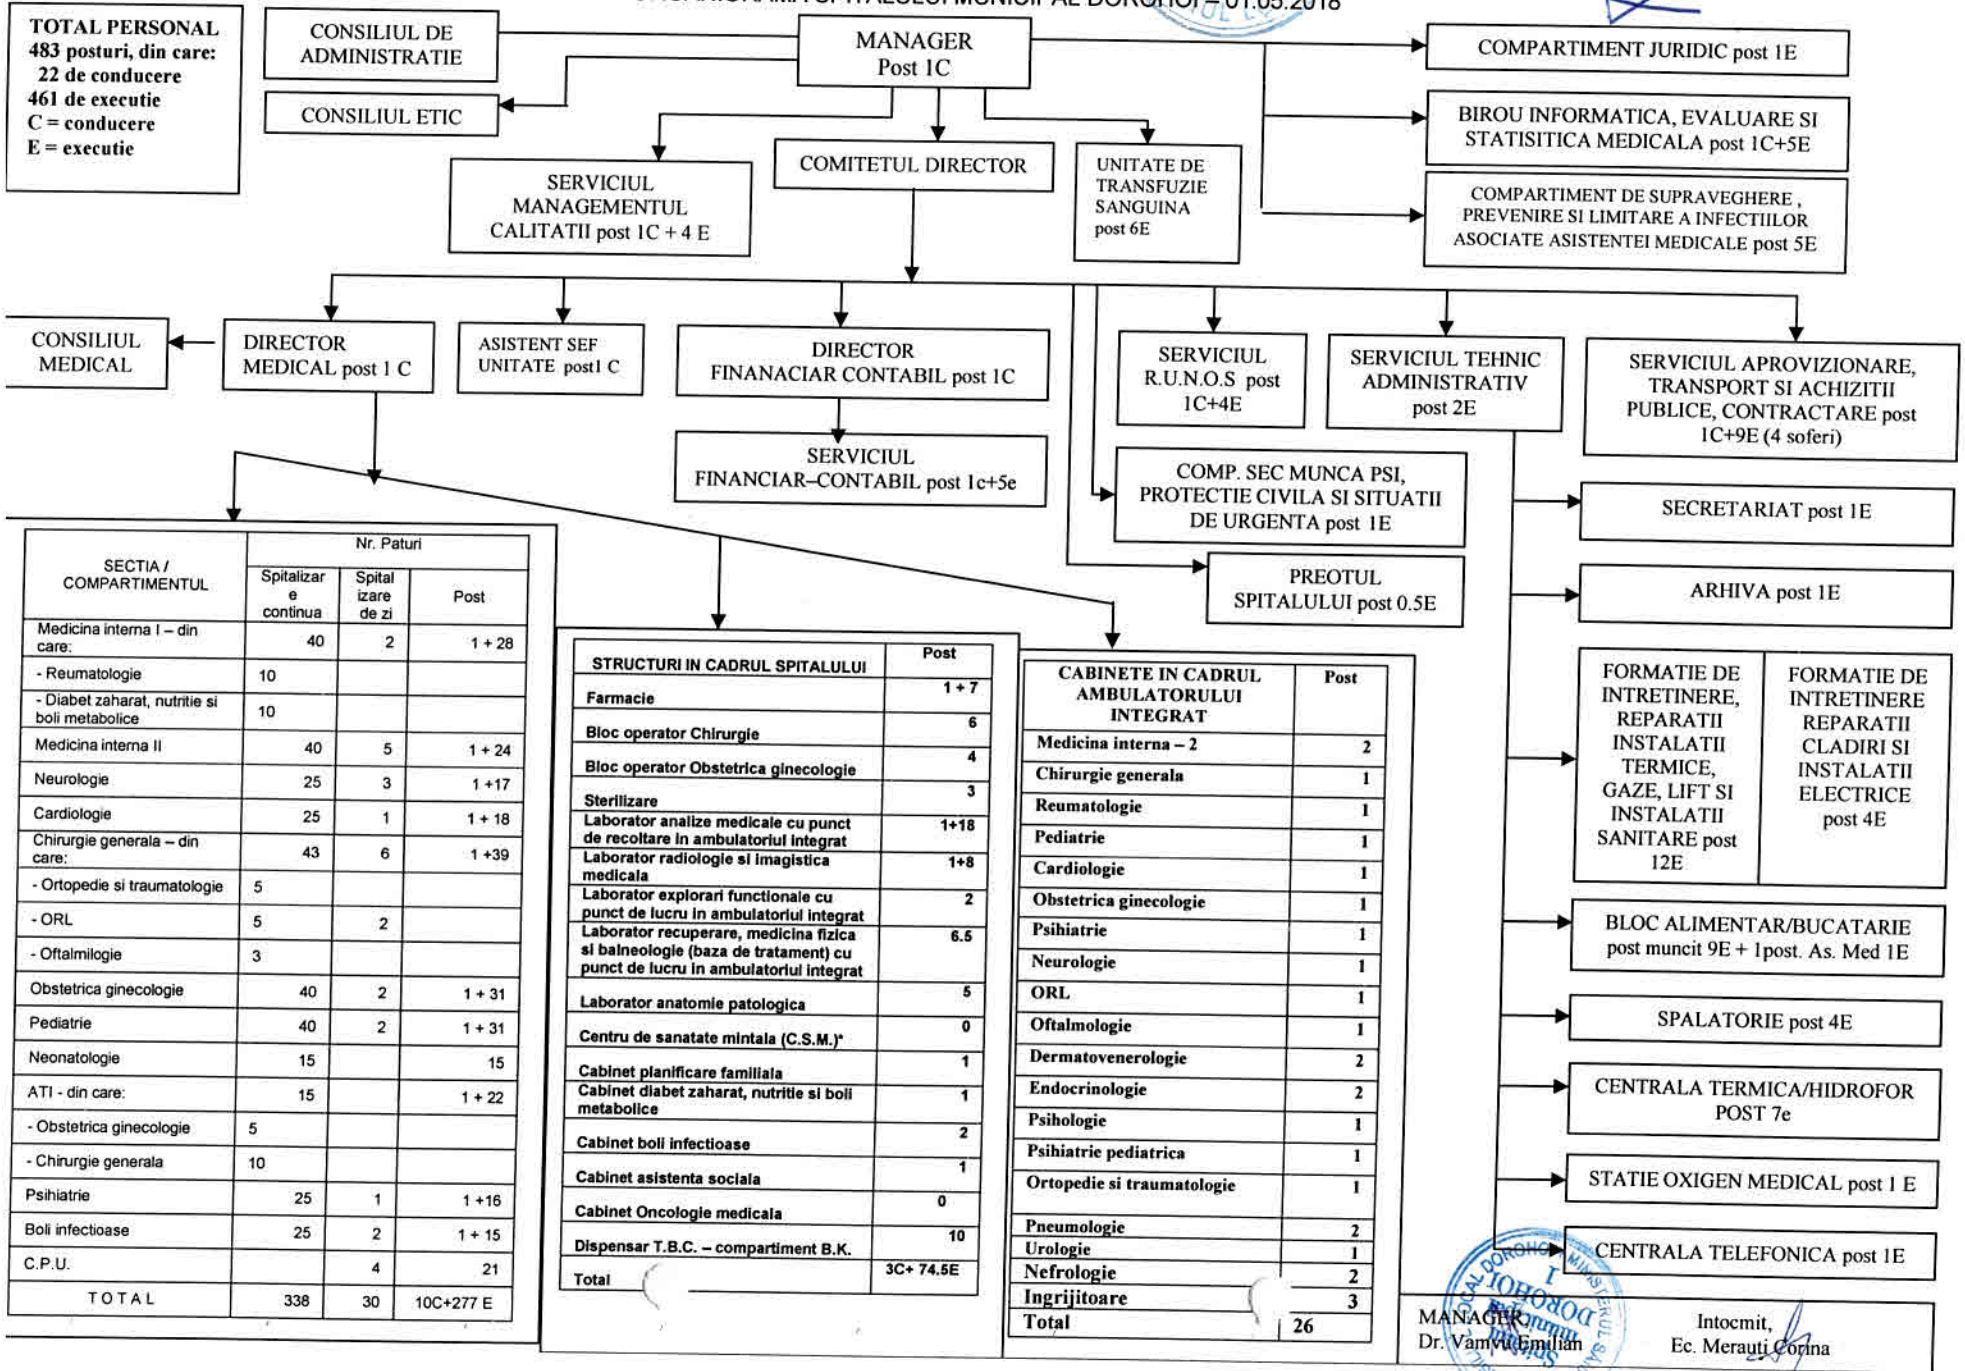 ORGANIGRAMA SPITALULUI MUNICIPAL DOROHOI – 01.05.2018
TOTAL PERSONAL
483 posturi, din care:
22 de conducere
461 de executie
C = conducere
E = executie
CONSILIUL DE
ADMINISTRATIE
CONSILIUL ETIC
MANAGER
Post 1C
COMPARTIMENT JURIDIC post 1E
BIROU INFORMATICA, EVALUARE SI
STATISITICA MEDICALA post 1C+5E
COMPARTIMENT DE SUPRAVEGHERE ,
PREVENIRE SI LIMITARE A INFECTIILOR
ASOCIATE ASISTENTEI MEDICALE post 5E
SERVICIUL
MANAGEMENTUL
CALITATII post 1C + 4 E
COMITETUL DIRECTOR
UNITATE DE
TRANSFUZIE
SANGUINA
post 6E
CONSILIUL
MEDICAL
DIRECTOR
MEDICAL post 1 C
ASISTENT SEF
UNITATE post1 C
DIRECTOR
FINANACIAR CONTABIL post 1C
SERVICIUL
FINANCIAR–CONTABIL post 1c+5e
SERVICIUL
R.U.N.O.S post
1C+4E
SERVICIUL TEHNIC
ADMINISTRATIV
post 2E
SERVICIUL APROVIZIONARE,
TRANSPORT SI ACHIZITII
PUBLICE, CONTRACTARE post
1C+9E (4 soferi)
COMP. SEC MUNCA PSI,
PROTECTIE CIVILA SI SITUATII
DE URGENTA post 1E
PREOTUL
SPITALULUI post 0.5E
SECRETARIAT post 1E
ARHIVA post 1E
FORMATIE DE
INTRETINERE,
REPARATII
INSTALATII
TERMICE,
GAZE, LIFT SI
INSTALATII
SANITARE post
12E
FORMATIE DE
INTRETINERE
REPARATII
CLADIRI SI
INSTALATII
ELECTRICE
post 4E
BLOC ALIMENTAR/BUCATARIE
post muncit 9E + 1post. As. Med 1E
SPALATORIE post 4E
CENTRALA TERMICA/HIDROFOR
POST 7e
STATIE OXIGEN MEDICAL post 1 E
CENTRALA TELEFONICA post 1E
SECTIA /
COMPARTIMENTUL
Nr. Paturi
Spitalizar
e
continua
Spital
izare
de zi
Post
Medicina interna I – din
care: 40 2 1 + 28
- Reumatologie 10
- Diabet zaharat, nutritie si
boli metabolice 10
Medicina interna II 40 5 1 + 24
Neurologie 25 3 1 +17
Cardiologie 25 1 1 + 18
Chirurgie generala – din
care: 43 6 1 +39
- Ortopedie si traumatologie 5
- ORL 5 2
- Oftalmilogie 3
Obstetrica ginecologie 40 2 1 + 31
Pediatrie 40 2 1 + 31
Neonatologie 15 15
ATI - din care: 15 1 + 22
- Obstetrica ginecologie 5
- Chirurgie generala 10
Psihiatrie 25 1 1 +16
Boli infectioase 25 2 1 + 15
C.P.U. 4 21
TOTAL 338 30 10C+277 E
STRUCTURI IN CADRUL SPITALULUI Post
Farmacie 1 + 7
Bloc operator Chirurgie 6
Bloc operator Obstetrica ginecologie 4
Sterilizare 3
Laborator analize medicale cu punct
de recoltare in ambulatoriul integrat 1+18
Laborator radiologie si imagistica
medicala 1+8
Laborator explorari functionale cu
punct de lucru in ambulatoriul integrat 2
Laborator recuperare, medicina fizica
si balneologie (baza de tratament) cu
punct de lucru in ambulatoriul integrat 6.5
Laborator anatomie patologica 5
Centru de sanatate mintala (C.S.M.)* 0
Cabinet planificare familiala 1
Cabinet diabet zaharat, nutritie si boli
metabolice 1
Cabinet boli infectioase 2
Cabinet asistenta sociala 1
Cabinet Oncologie medicala 0
Dispensar T.B.C. – compartiment B.K. 10
Total 3C+ 74.5E
CABINETE IN CADRUL
AMBULATORULUI
INTEGRAT
Post
Medicina interna – 2 2
Chirurgie generala 1
Reumatologie 1
Pediatrie 1
Cardiologie 1
Obstetrica ginecologie 1
Psihiatrie 1
Neurologie 1
ORL 1
Oftalmologie 1
Dermatovenerologie 2
Endocrinologie 2
Psihologie 1
Psihiatrie pediatrica 1
Ortopedie si traumatologie 1
Pneumologie 2
Urologie 1
Nefrologie 2
Ingrijitoare 3
Total 26
MANAGER,
Dr. Vamvu Emilian
Intocmit,
Ec. Merauti Corina
Spitalul
municipal
DOROHOI
1